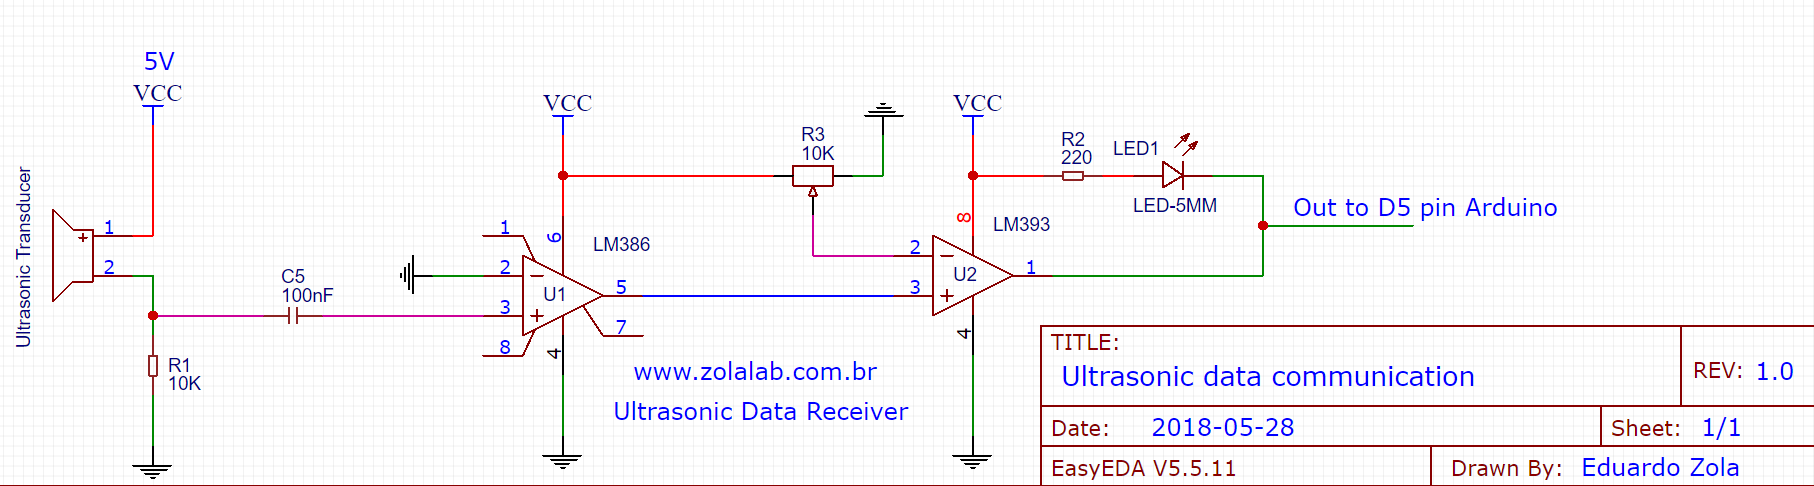 5V
VCC
Ultrasonic Transducer
1
2
C5
100nF
R1
10K
VCC
1
6
LM386
2
U1
5
3
7
8
4
R3
10K
VCC
R2
220
LED1
LED-5MM
8
LM393
2
U2
1
3
4
Out to D5 pin Arduino
www.zolalab.com.br
Ultrasonic Data Receiver
TITLE:
Ultrasonic data communication
REV: 1.0
Date: 2018-05-28
Sheet: 1/1
EasyEDA V5.5.11
Drawn By: Eduardo Zola